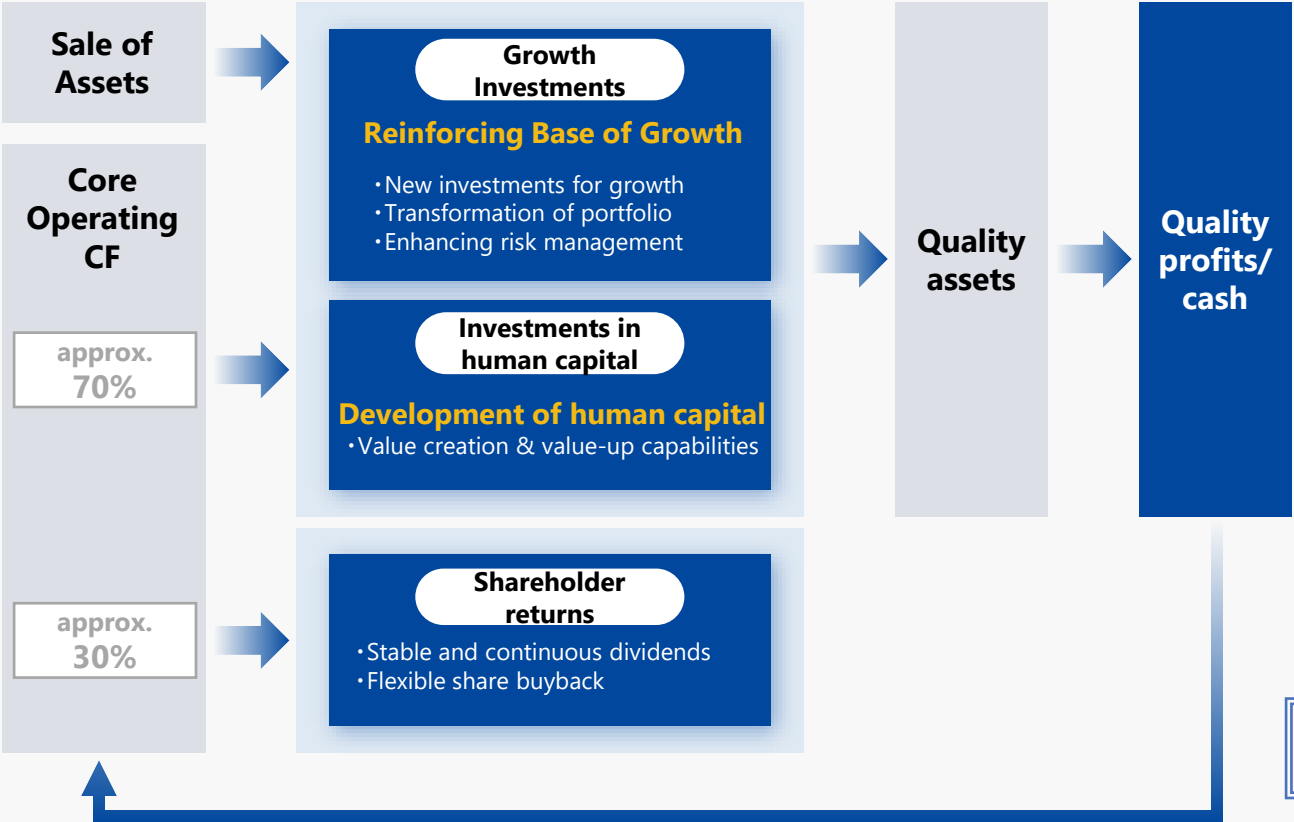 Sale of
Assets
Core
Operating
CF
approx.
70%
approx.
30%
Growth
Investments
Reinforcing Base of Growth
・New investments for growth
・Transformation of portfolio
・Enhancing risk management
Investments in
human capital
Development of human capital
・Value creation & value-up capabilities
Shareholder
returns
・Stable and continuous dividends
・Flexible share buyback
Quality
assets
Quality
profits/
cash